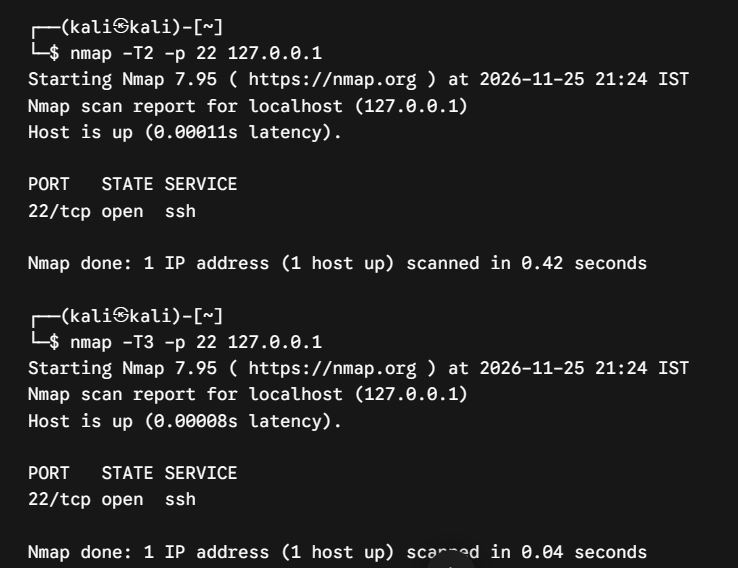 ┌──(kali㉿kali)-[~]
└─$ nmap -T2 -p 22 127.0.0.1
Starting Nmap 7.95 ( https://nmap.org ) at 2026-11-25 21:24 IST
Nmap scan report for localhost (127.0.0.1)
Host is up (0.00011s latency).
PORT   STATE SERVICE
22/tcp open  ssh
Nmap done: 1 IP address (1 host up) scanned in 0.42 seconds
┌──(kali㉿kali)-[~]
└─$ nmap -T3 -p 22 127.0.0.1
Starting Nmap 7.95 ( https://nmap.org ) at 2026-11-25 21:24 IST
Nmap scan report for localhost (127.0.0.1)
Host is up (0.00008s latency).
PORT   STATE SERVICE
22/tcp open  ssh
Nmap done: 1 IP address (1 host up) scanned in 0.04 seconds